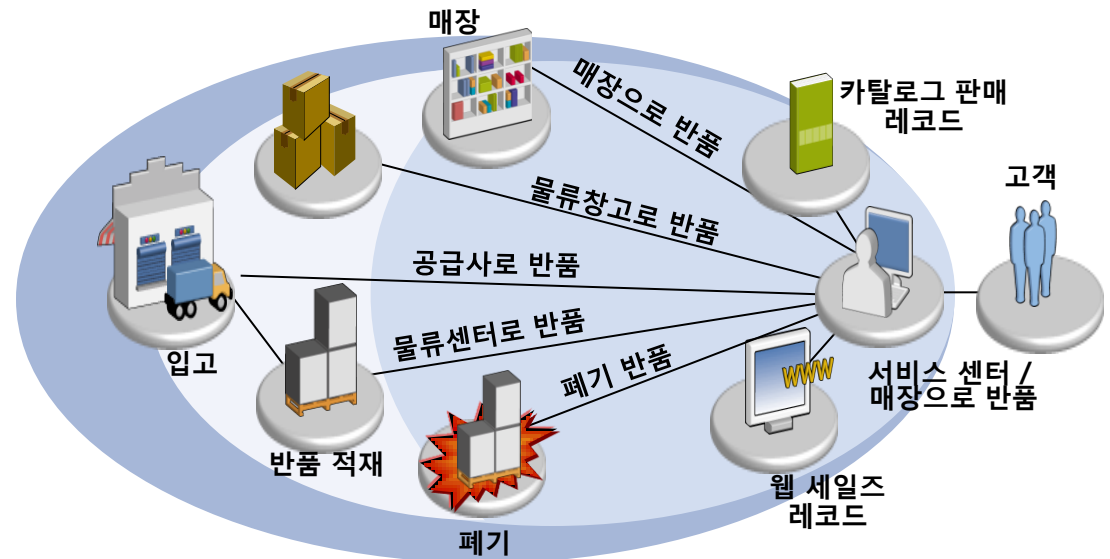 매장
매장으로 반품
카탈로그 판매
레코드
고객
물류창고로 반품
공급사로 반품
물류센터로 반품
입고
폐기 반품
서비스 센터 /
매장으로 반품
WWW
반품 적재
웹 세일즈
레코드
폐기